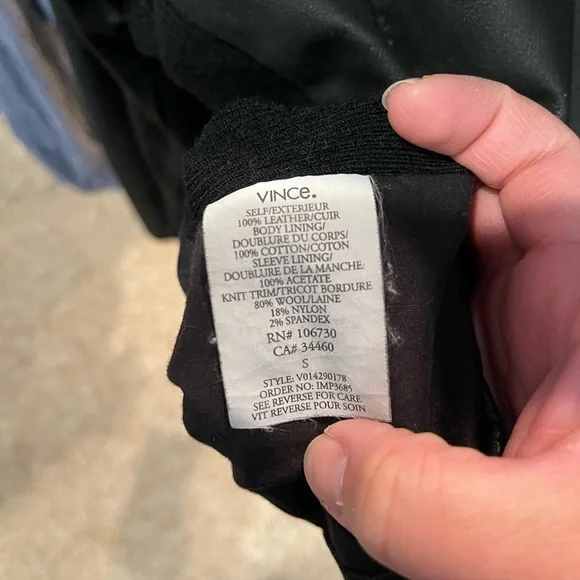 VINCe.
SELF/EXTERIEUR
100% LEATHER/CUIR
BODY LINING/
DOUBLURE DU CORPS/
100% COTTON/COTON
SLEEVE LINING/
DOUBLURE DE LA MANCHE:
100% ACETATE
KNIT TRIM/TRICOT BORDURE
80% WOOL/LAINE
18% NYLON
2% SPANDEX
RN# 106730
CA# 34460
S
STYLE: V014290178
ORDER NO: IMP3685
SEE REVERSE FOR CARE
VIT REVERSE POUR SOIN